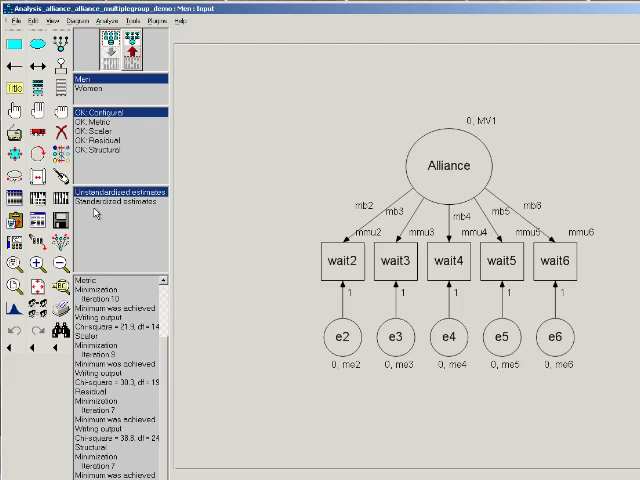 Analysis_alliance_alliance_multiplegroup_demo : Men : Input
File Edit View Diagram Analyze Tools Plugins Help
Title
Men
Women
OK: Configural
OK: Metric
OK: Scalar
OK: Residual
OK: Structural
Unstandardized estimates
Standardized estimates
Metric
Minimization
Iteration 10
Minimum was achieved
Writing output
Chi-square = 21.9, df = 14
Scalar
Minimization
Iteration 9
Minimum was achieved
Writing output
Chi-square = 30.3, df = 19
Residual
Minimization
Iteration 7
Minimum was achieved
Writing output
Chi-square = 38.8, df = 24
Structural
Minimization
Iteration 7
Minimum was achieved
0, MV1
Alliance
mb2 mb3 mb4 mb5 mb6
mmu2 mmu3 mmu4 mmu5 mmu6
wait2 wait3 wait4 wait5 wait6
1 1 1 1 1
e2 e3 e4 e5 e6
0, me2 0, me3 0, me4 0, me5 0, me6